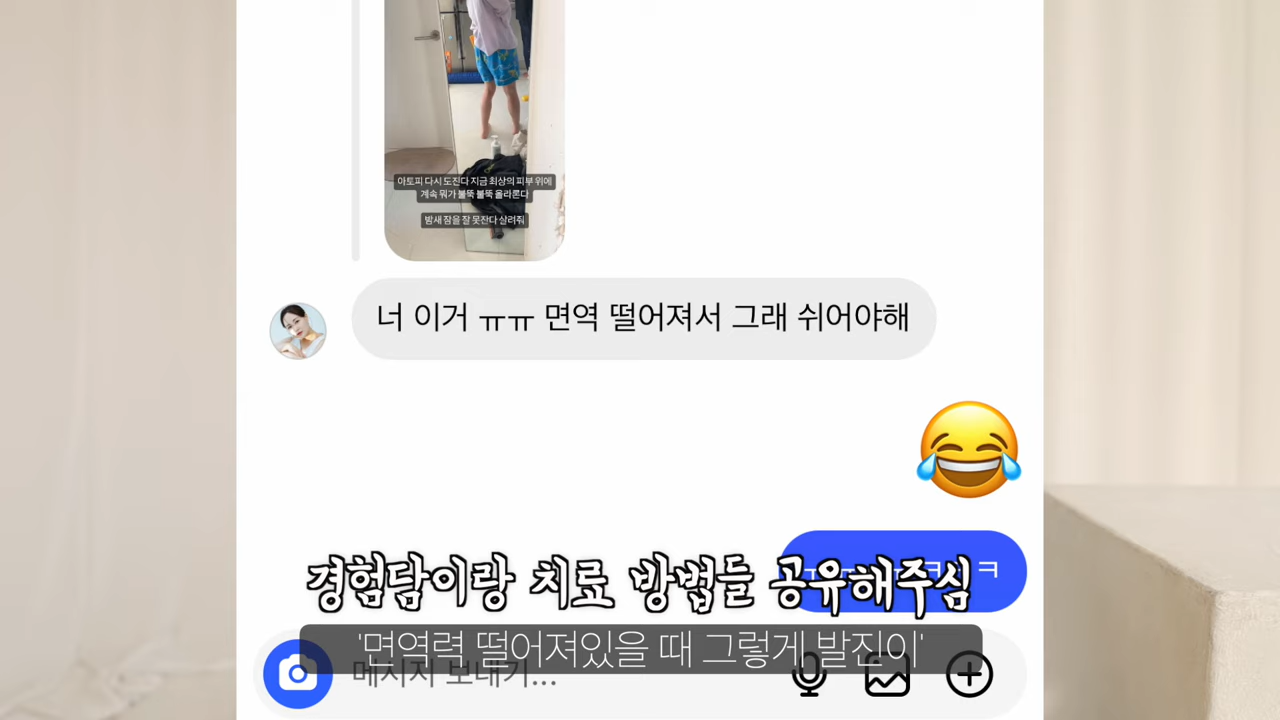 아토피 다시 도진다 지금 최상의 피부 위에
계속 뭐가 불뚝 불뚝 올라론다
밤새 잠을 잘 못잔다 살려줘
너 이거 ㅠㅠ 면역 떨어져서 그래 쉬어야해
경험담이랑 치료 방법들 공유해주심
'면역력 떨어져있을 때 그렇게 발진이'
메시지 보내기...